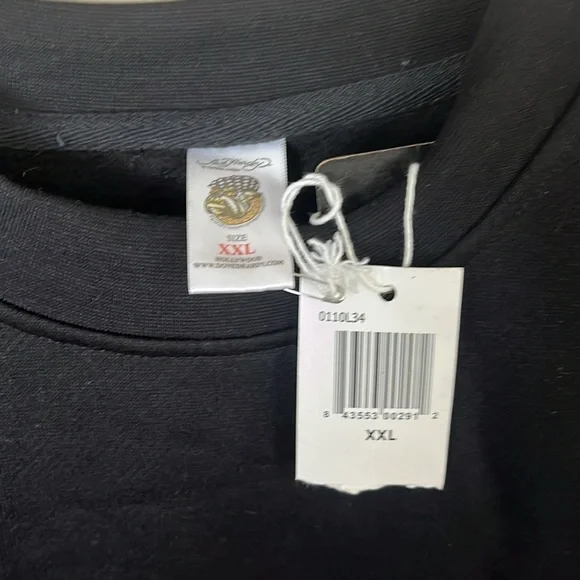 SIZE
XXL
HOLLYWOOD
0110L34
8 43553 00291 2
XXL